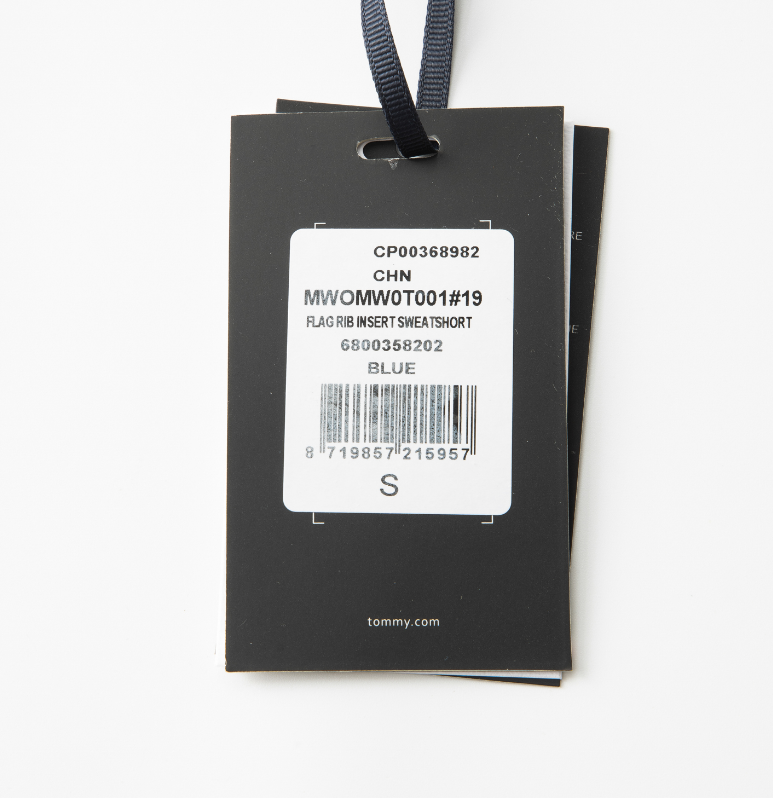 CP00368982
CHN
MWOMW0T001#19
FLAG RIB INSERT SWEATSHORT
6800358202
BLUE
8 719857 215957
S
tommy.com